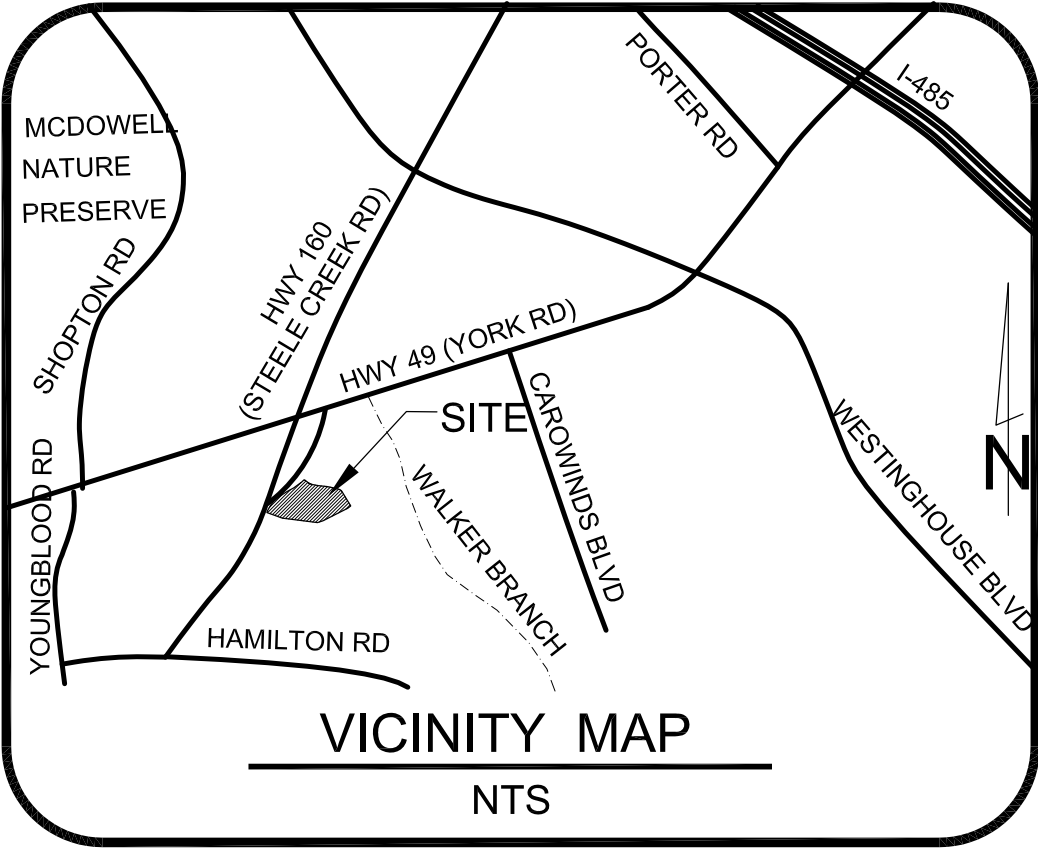 PORTER RD
I-485
MCDOWELL
NATURE
PRESERVE
SHOPTON RD
HWY 160
(STEELE CREEK RD)
HWY 49 (YORK RD)
SITE
CAROWINDS BLVD
WESTINGHOUSE BLVD
N
YOUNGBLOOD RD
WALKER BRANCH
HAMILTON RD
VICINITY MAP
NTS